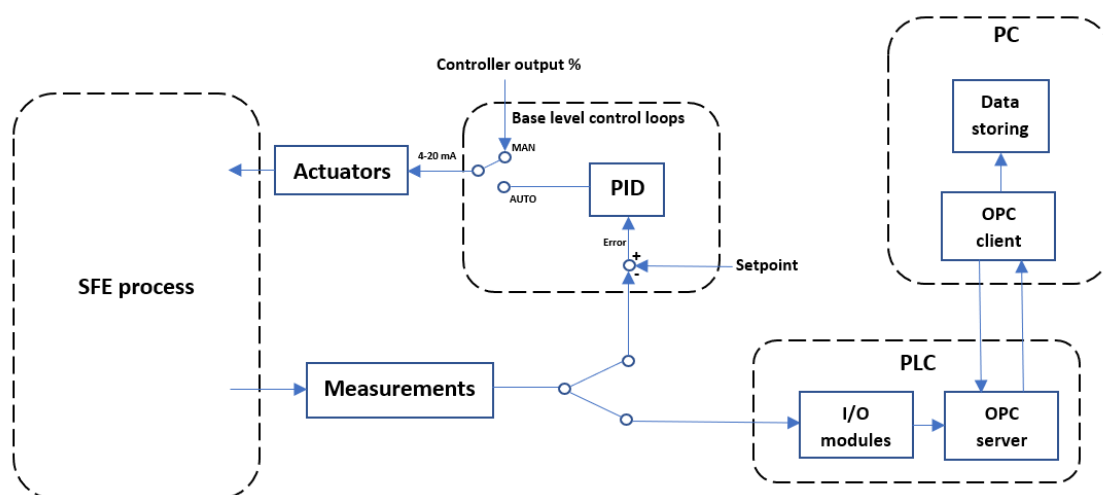 PC
Controller output %
Data
storing
Base level control loops
MAN
4-20 mA
Actuators
PID
AUTO
OPC
client
Error
+
-
Setpoint
SFE process
PLC
Measurements
I/O
modules
OPC
server